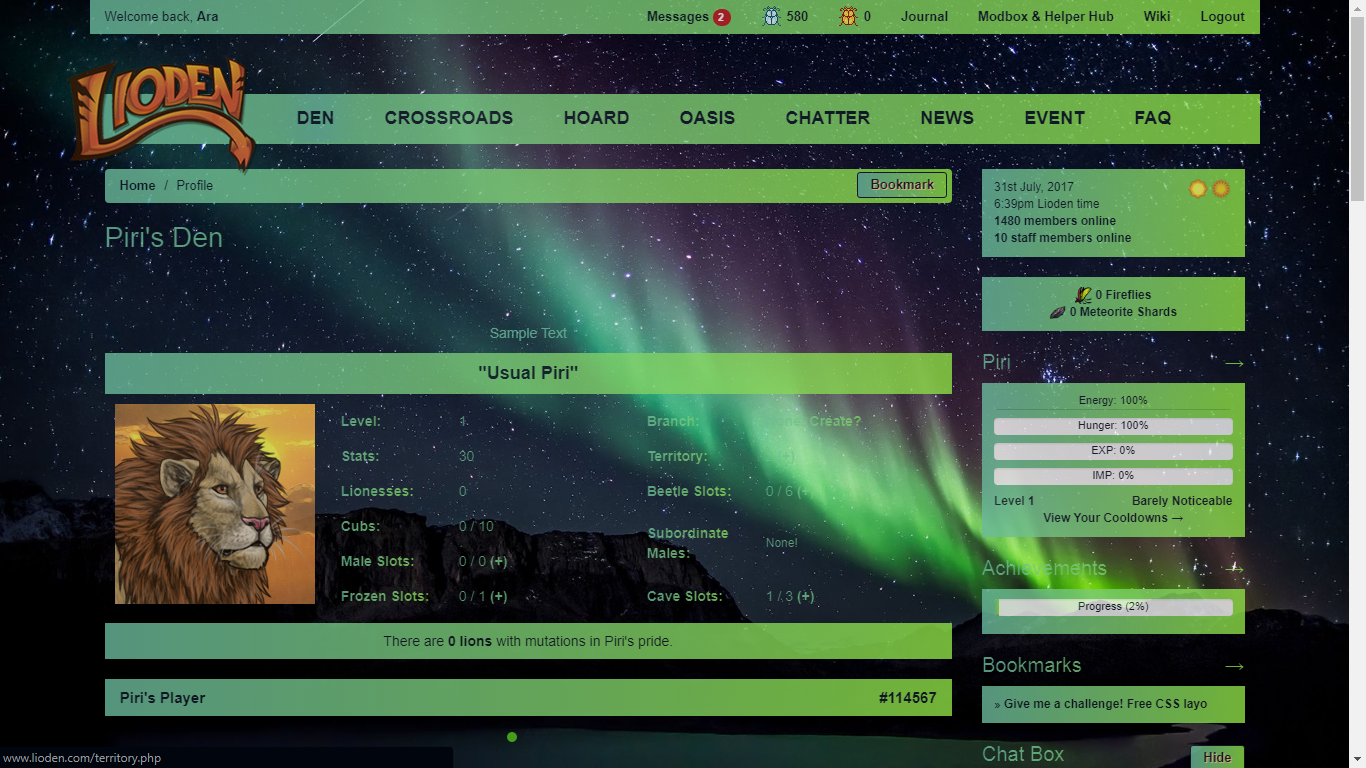 Welcome back, Ara
Messages 2
580
0
Journal
Modbox & Helper Hub
Wiki
Logout
LIODEN
DEN
CROSSROADS
HOARD
OASIS
CHATTER
NEWS
EVENT
FAQ
Home / Profile
Bookmark
Piri's Den
Sample Text
"Usual Piri"
Level: 1
Stats: 30
Lionesses: 0
Cubs: 0 / 10
Male Slots: 0 / 0 (+)
Frozen Slots: 0 / 1 (+)
Branch: Create?
Territory: (+)
Beetle Slots: 0 / 6 (+)
Subordinate
Males:
None!
Cave Slots: 1 / 3 (+)
There are 0 lions with mutations in Piri's pride.
Piri's Player
#114567
31st July, 2017
6:39pm Lioden time
1480 members online
10 staff members online
0 Fireflies
0 Meteorite Shards
Piri →
Energy: 100%
Hunger: 100%
EXP: 0%
IMP: 0%
Level 1
Barely Noticeable
View Your Cooldowns →
Achievements →
Progress (2%)
Bookmarks →
» Give me a challenge! Free CSS layo
Chat Box
Hide
www.lioden.com/territory.php